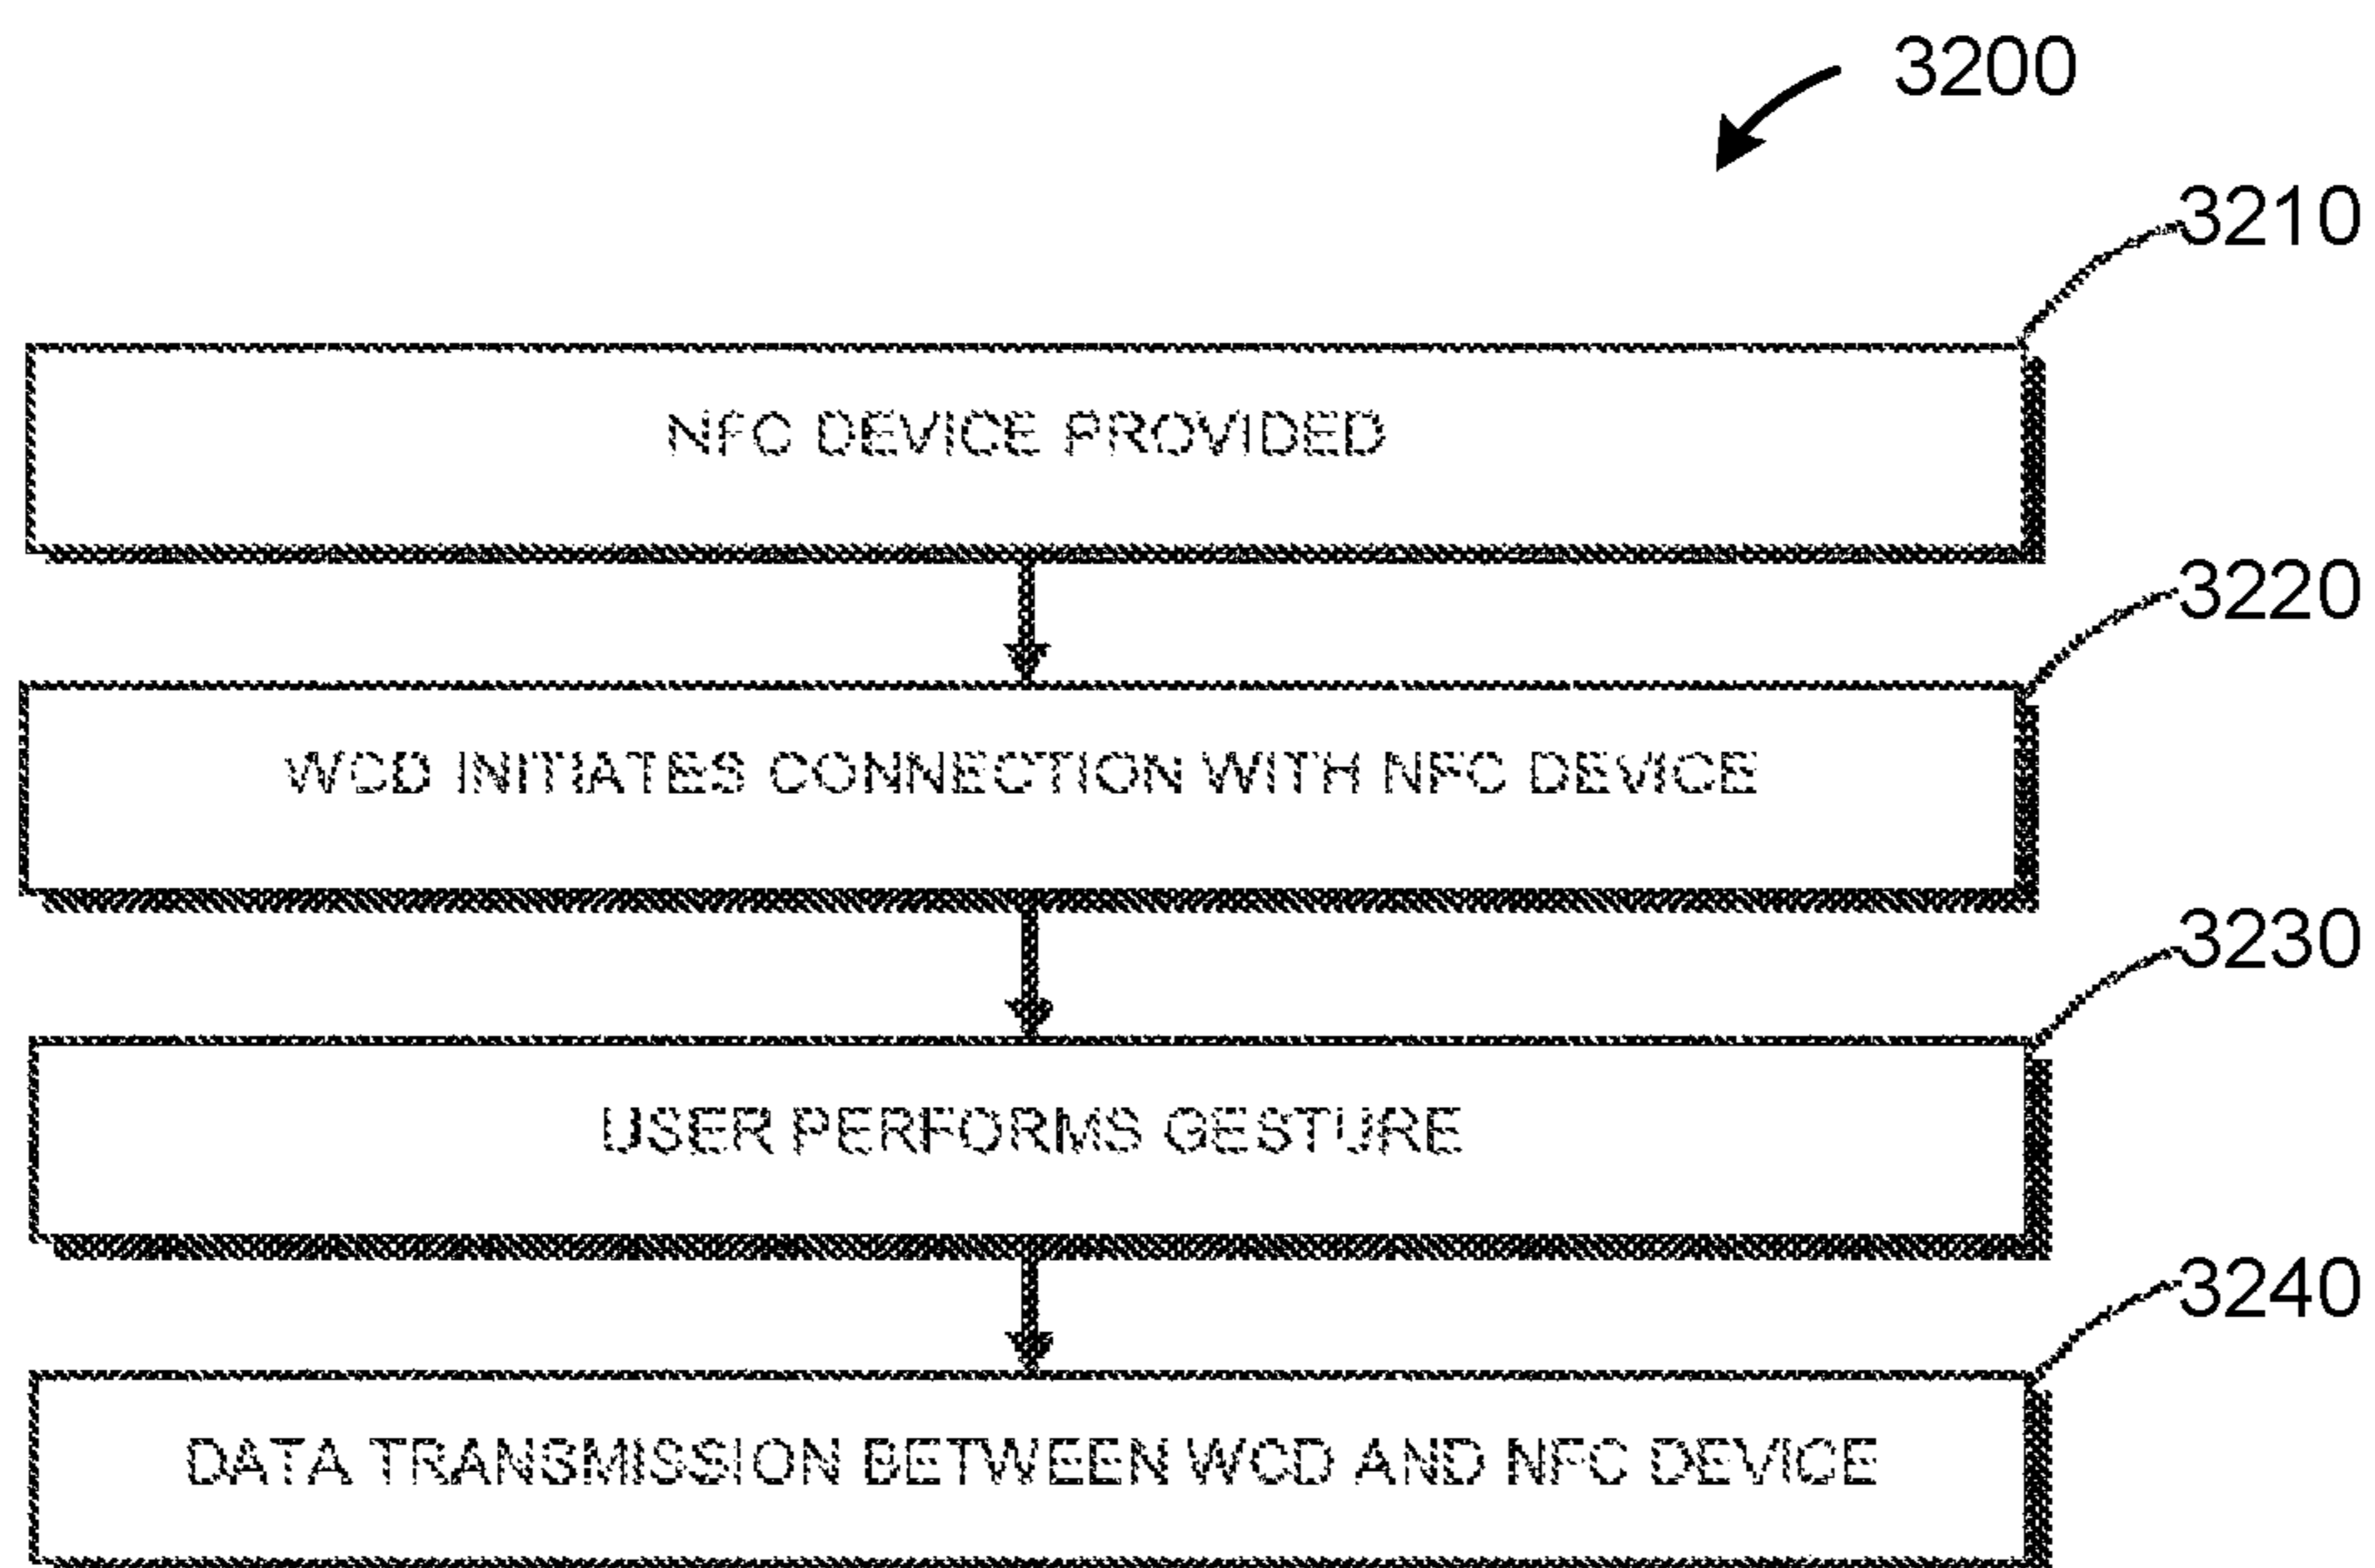 3200
3210
NFC DEVICE PROVIDED
3220
WCD INITIATES CONNECTION WITH NFC DEVICE
3230
USER PERFORMS GESTURE
3240
DATA TRANSMISSION BETWEEN WCD AND NFC DEVICE